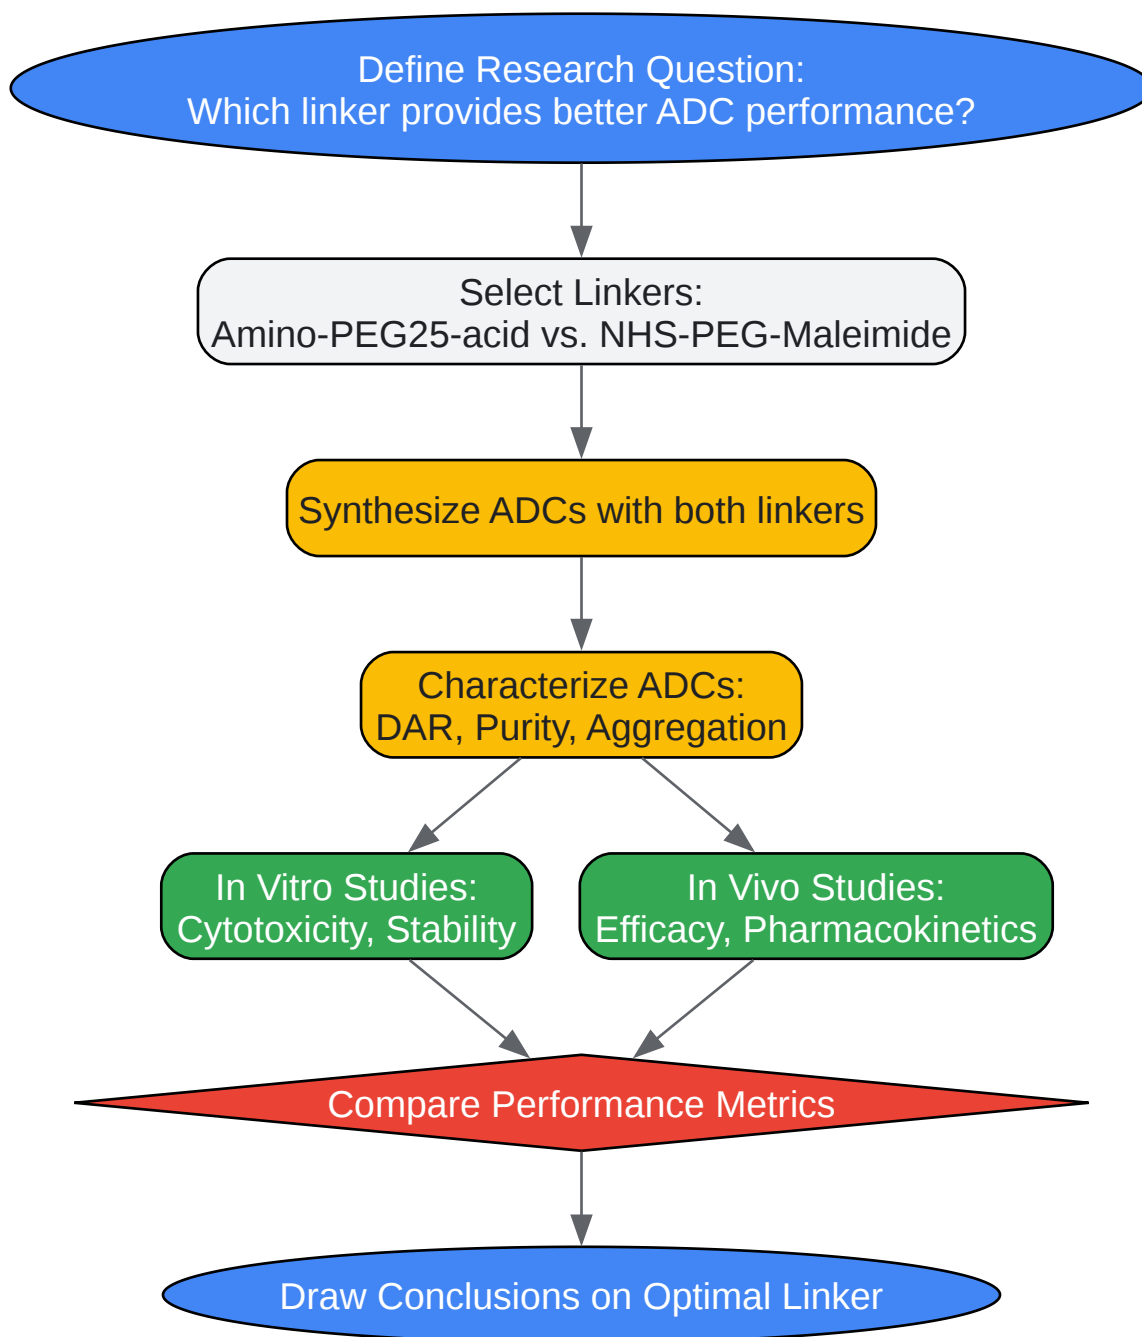 Define Research Question:
Which linker provides better ADC performance?
Select Linkers:
Amino-PEG25-acid vs. NHS-PEG-Maleimide
Synthesize ADCs with both linkers
Characterize ADCs:
DAR, Purity, Aggregation
In Vitro Studies:
Cytotoxicity, Stability
In Vivo Studies:
Efficacy, Pharmacokinetics
Compare Performance Metrics
Draw Conclusions on Optimal Linker